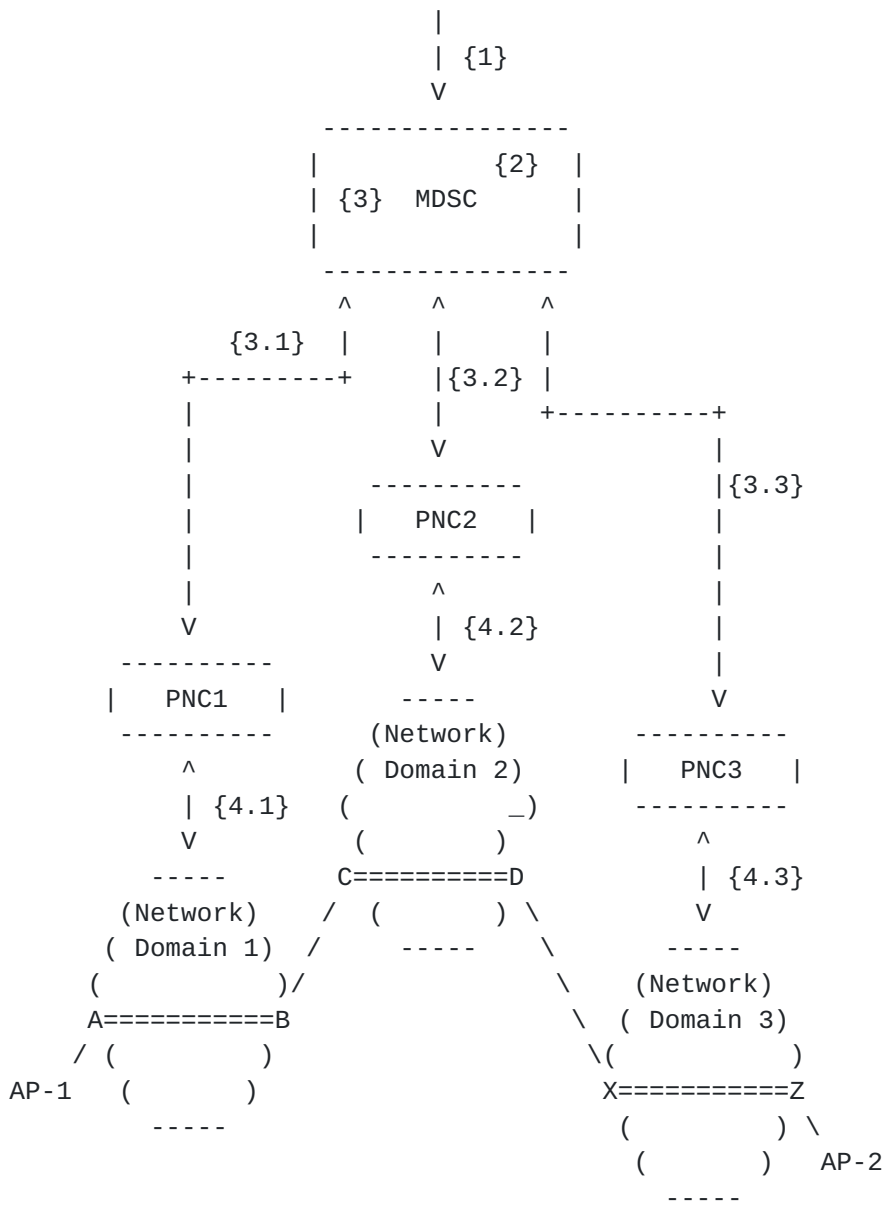 |
| {1}
V
----------------
| {2} |
| {3} MDSC |
| |
----------------
^ ^ ^
{3.1} | | |
+---------+ |{3.2} |
| | +----------+
| V |
| ---------- |{3.3}
| | PNC2 | |
| ---------- |
| ^ |
V | {4.2} |
---------- V |
| PNC1 | ----- V
---------- (Network) ----------
^ ( Domain 2) | PNC3 |
| {4.1} ( _) ----------
V ( ) ^
----- C==========D | {4.3}
(Network) / ( ) \ V
( Domain 1) / ----- \ -----
( )/ \ (Network)
A===========B \ ( Domain 3)
/ ( ) \( )
AP-1 ( ) X===========Z
----- ( ) \
( ) AP-2
-----